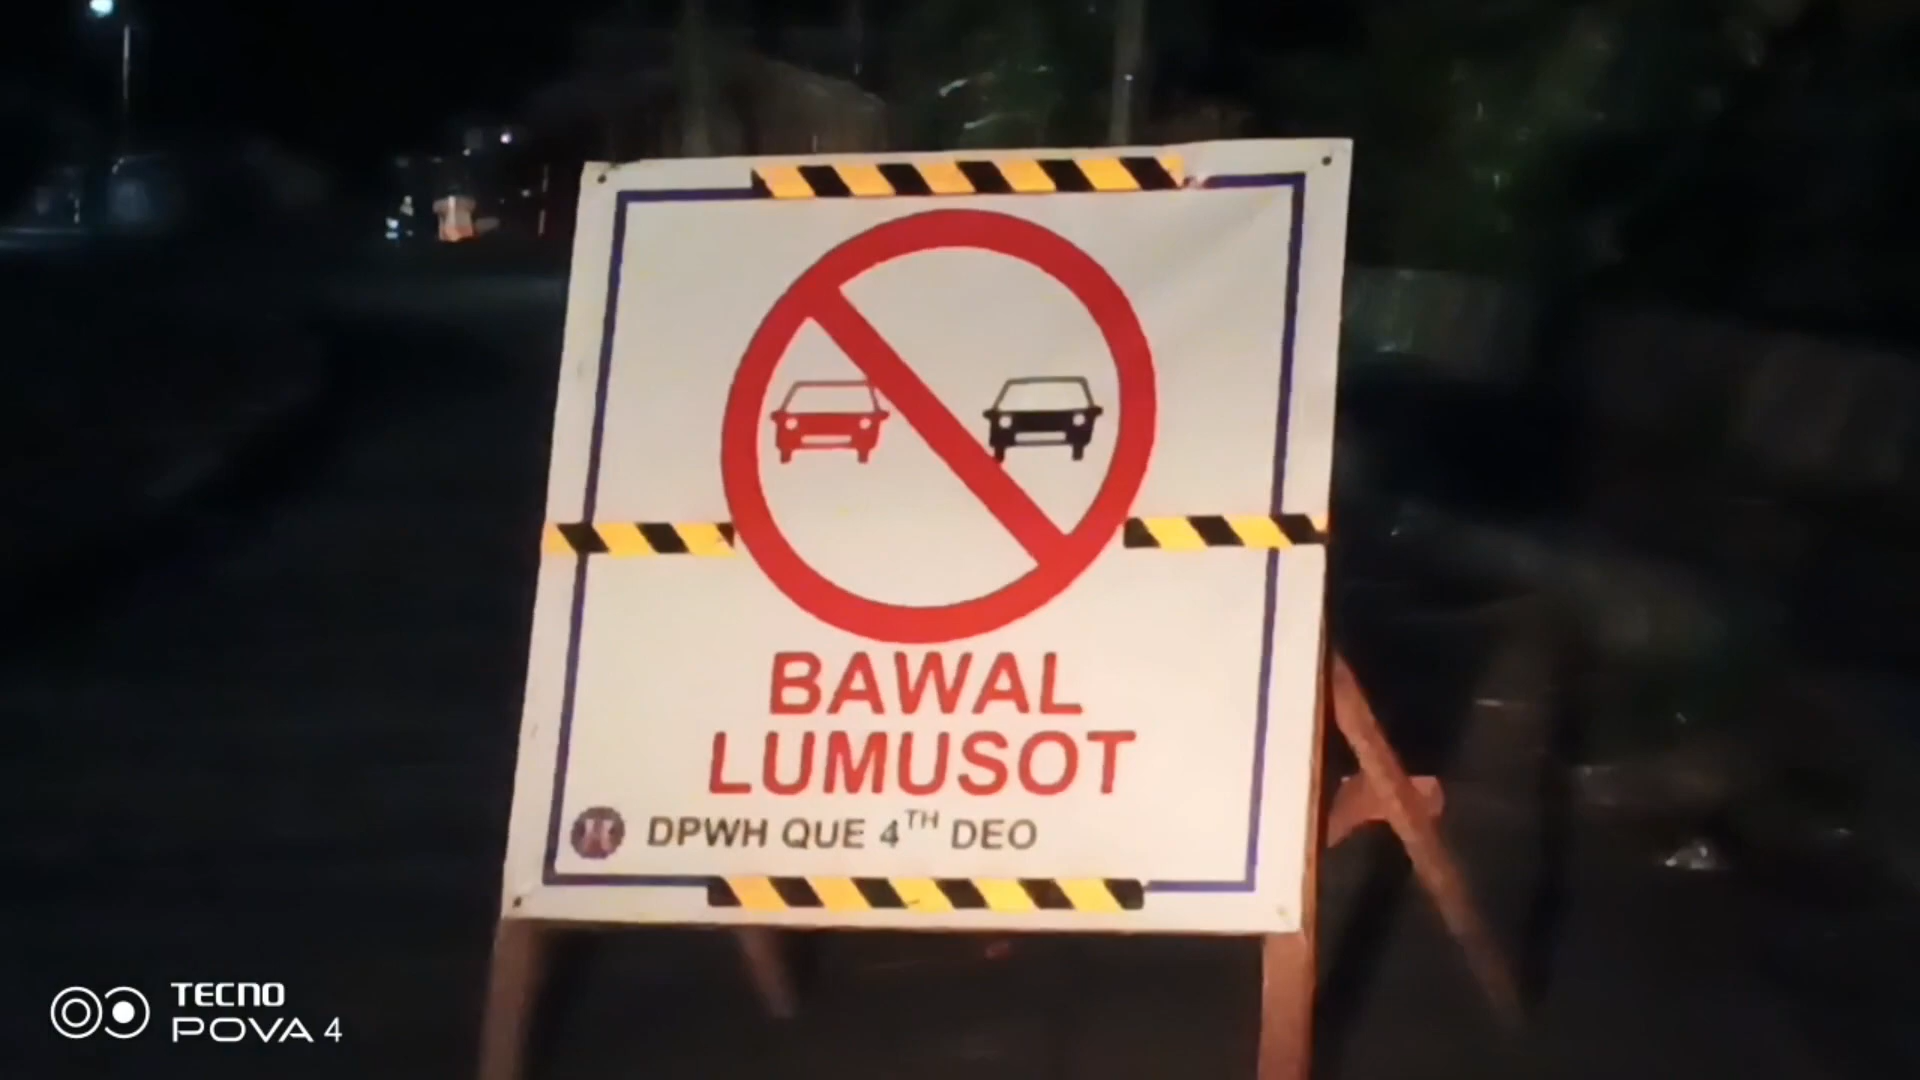 BAWAL
LUMUSOT
DPWH QUE 4TH DEO
TECNO
POVA 4